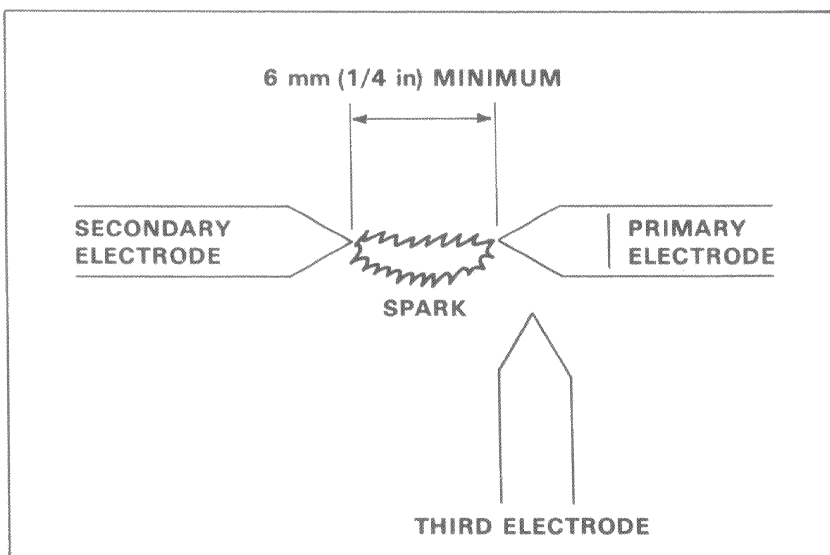 6 mm (1/4 in) MINIMUM
SECONDARY
ELECTRODE
PRIMARY
ELECTRODE
SPARK
THIRD ELECTRODE